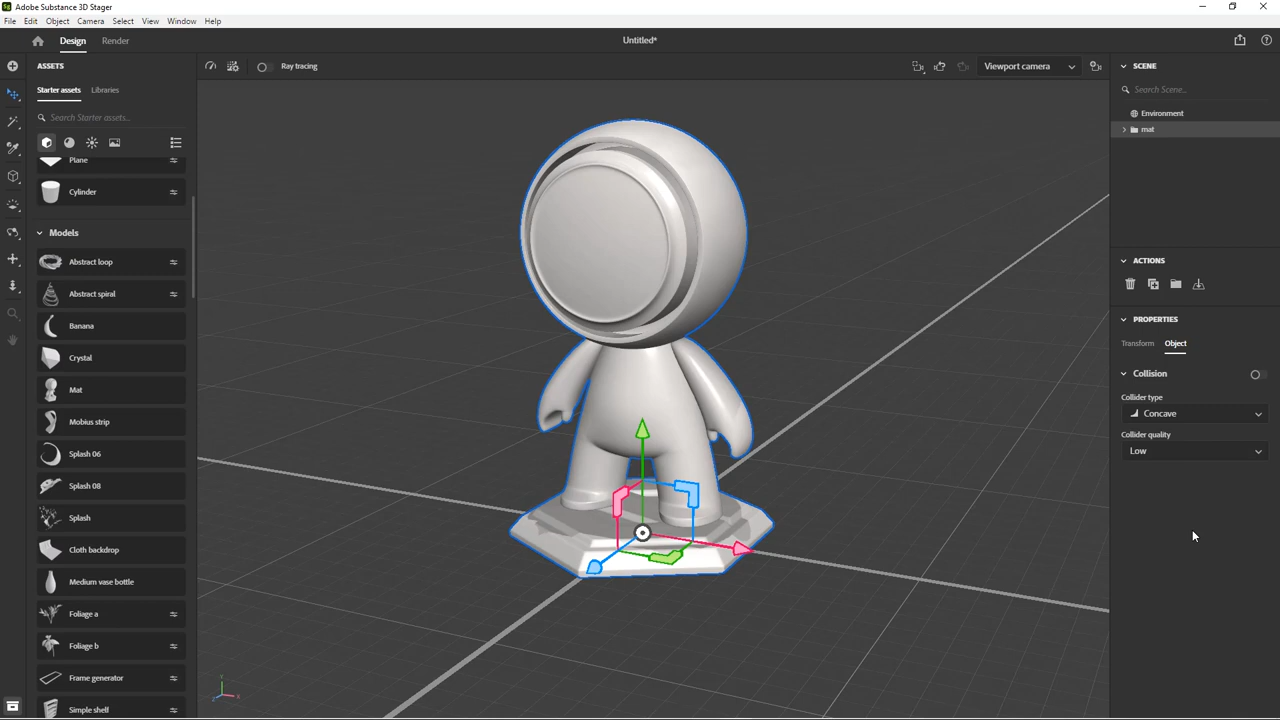 Sg Adobe Substance 3D Stager
File Edit Object Camera Select View Window Help
Design Render Untitled*
ASSETS
Starter assets Libraries
Search Starter assets...
Plane
Cylinder
Models
Abstract loop
Abstract spiral
Banana
Crystal
Mat
Mobius strip
Splash 06
Splash 08
Splash
Cloth backdrop
Medium vase bottle
Foliage a
Foliage b
Frame generator
Simple shelf
Ray tracing
Viewport camera
Y
X
Z
SCENE
Search Scene...
Environment
mat
ACTIONS
PROPERTIES
Transform Object
Collision
Collider type
Concave
Collider quality
Low